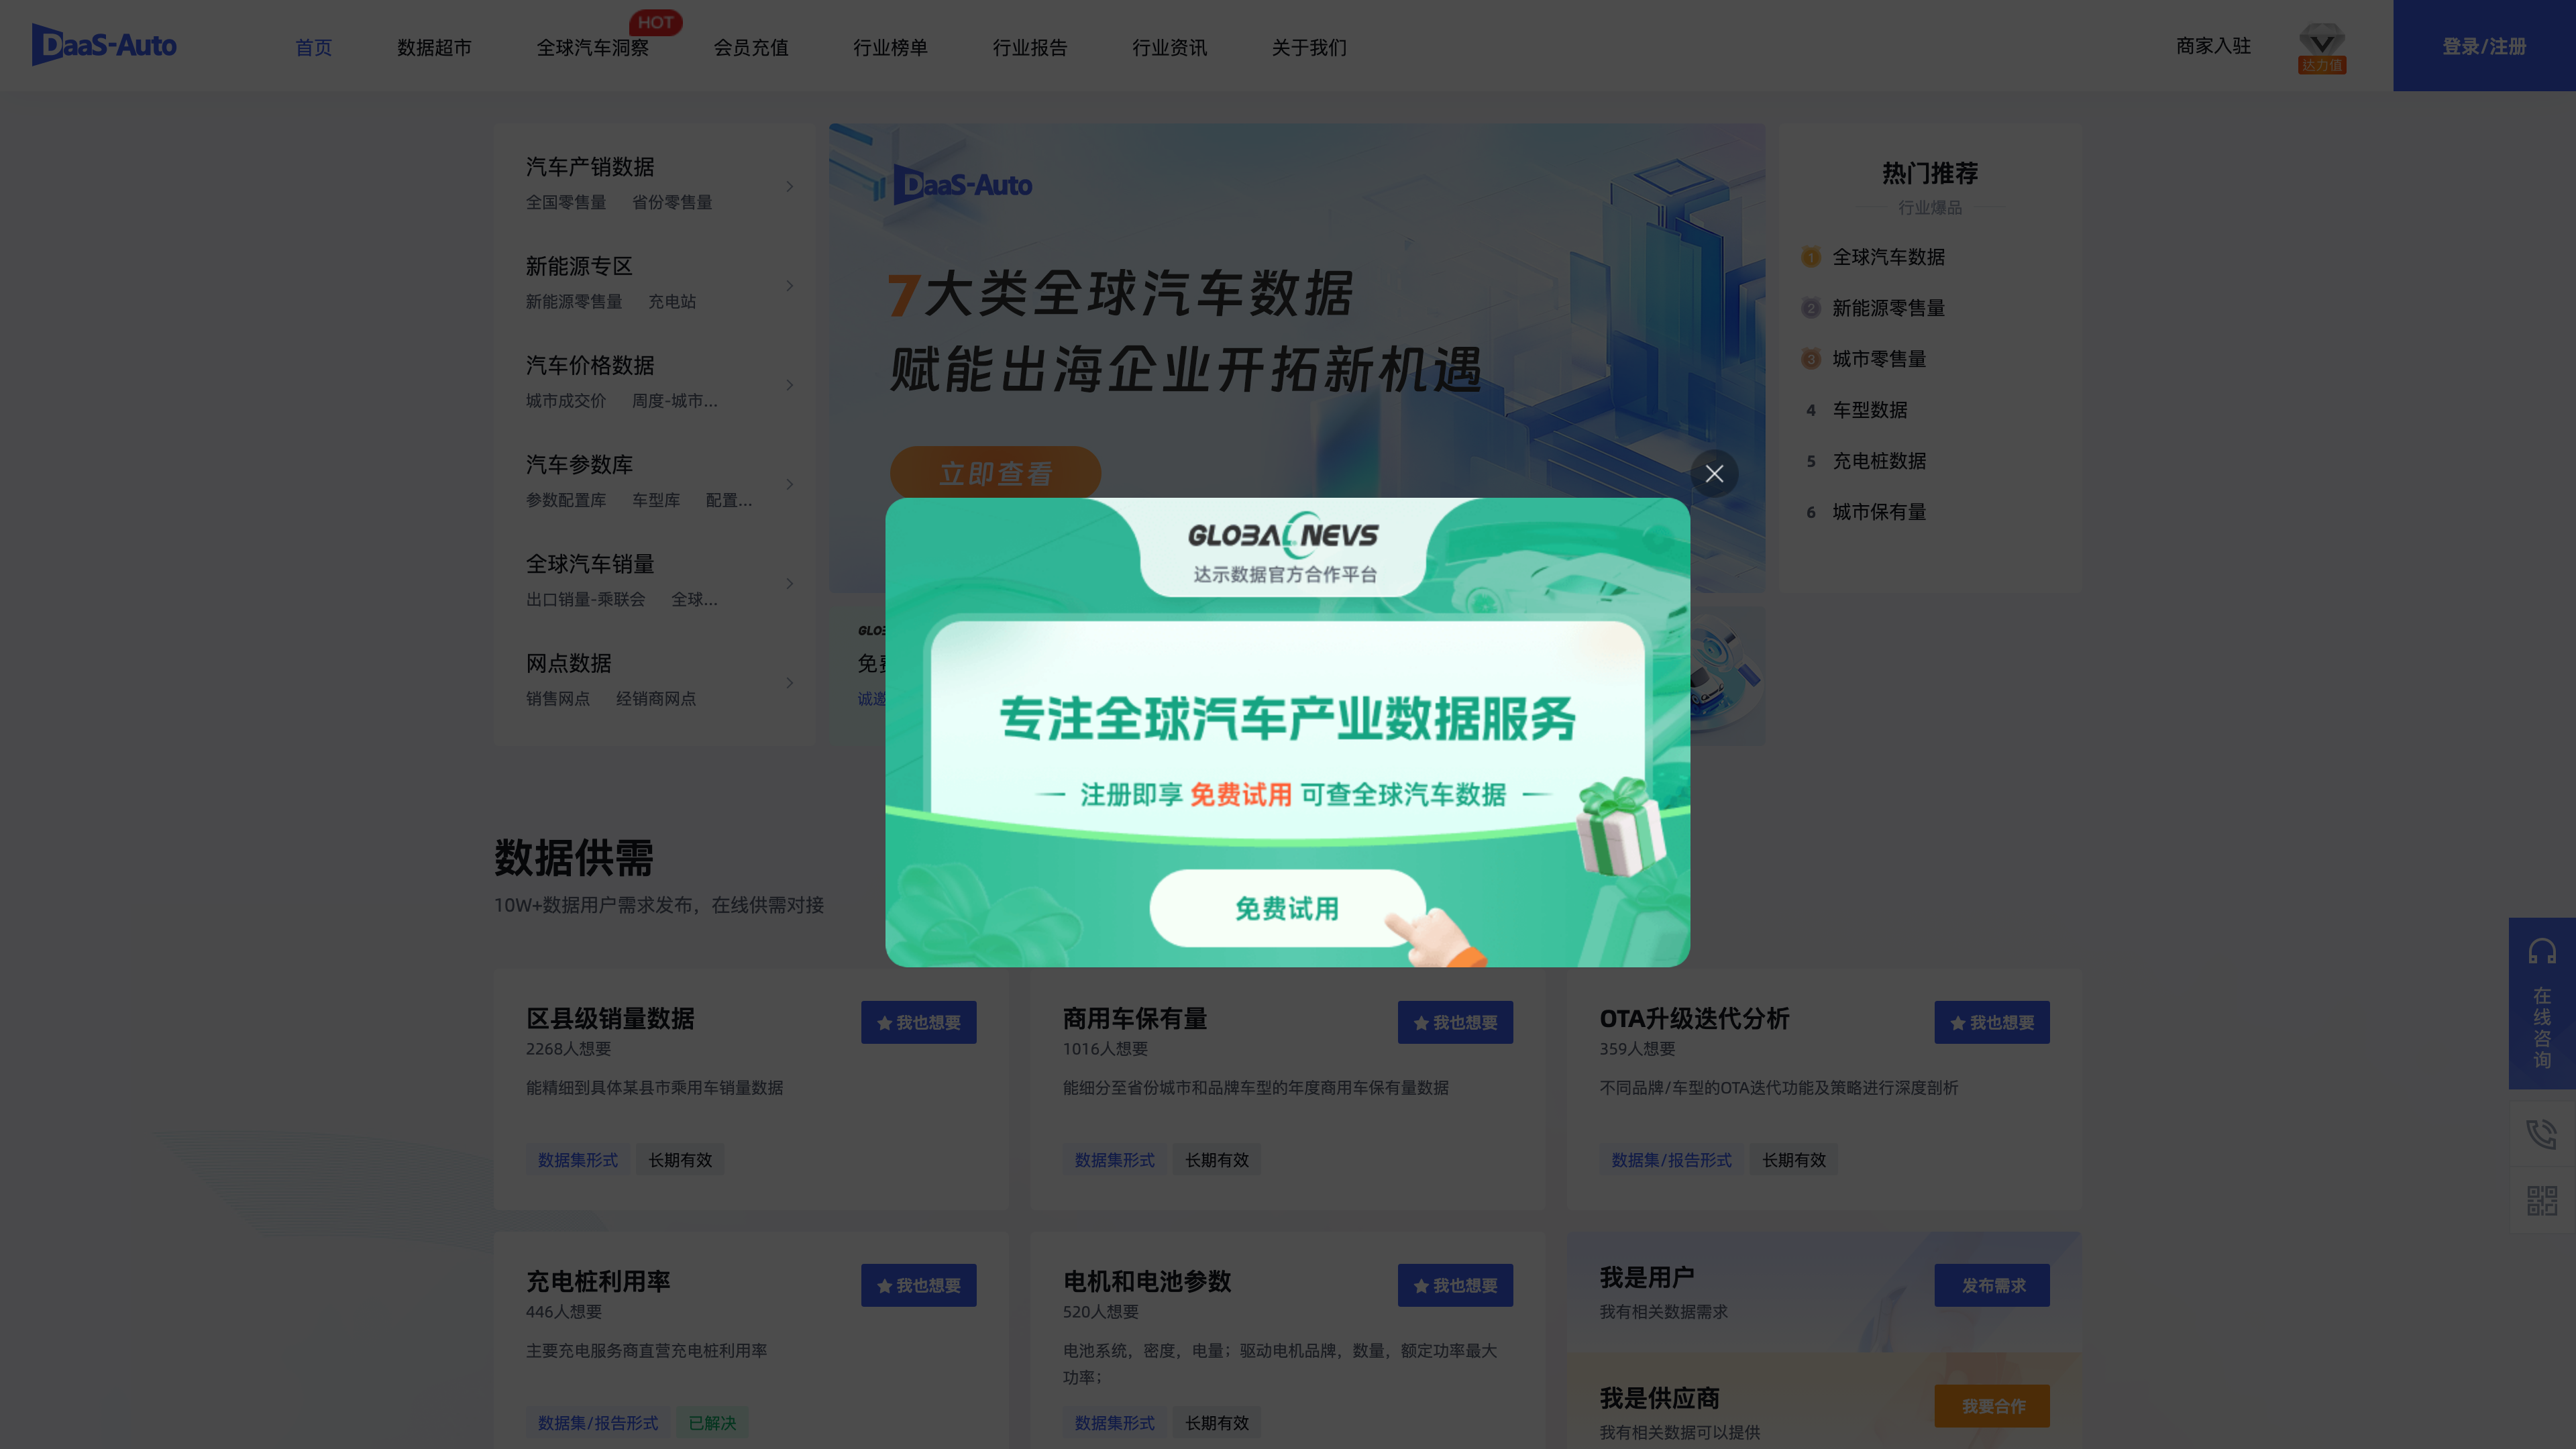 DaaS-Auto
首页
数据超市
全球汽车洞察
HOT
会员充值
行业榜单
行业报告
行业资讯
关于我们
商家入驻
达力值
登录/注册
汽车产销数据
全国零售量 省份零售量
新能源专区
新能源零售量 充电站
汽车价格数据
城市成交价 周度-城市...
汽车参数库
参数配置库 车型库 配置...
全球汽车销量
出口销量-乘联会 全球...
网点数据
销售网点 经销商网点
DaaS-Auto
7大类全球汽车数据
赋能出海企业开拓新机遇
立即查看
热门推荐
行业爆品
1 全球汽车数据
2 新能源零售量
3 城市零售量
4 车型数据
5 充电桩数据
6 城市保有量
GLOBAL NEVS
达示数据官方合作平台
专注全球汽车产业数据服务
注册即享 免费试用 可查全球汽车数据
免费试用
数据供需
10W+数据用户需求发布，在线供需对接
区县级销量数据
我也想要
2268人想要
能精细到具体某县市乘用车销量数据
数据集形式 长期有效
商用车保有量
我也想要
1016人想要
能细分至省份城市和品牌车型的年度商用车保有量数据
数据集形式 长期有效
OTA升级迭代分析
我也想要
359人想要
不同品牌/车型的OTA迭代功能及策略进行深度剖析
数据集/报告形式 长期有效
充电桩利用率
我也想要
446人想要
主要充电服务商直营充电桩利用率
数据集/报告形式 已解决
电机和电池参数
我也想要
520人想要
电池系统，密度，电量；驱动电机品牌，数量，额定功率最大
功率；
数据集形式 长期有效
我是用户
我有相关数据需求
发布需求
我是供应商
我有相关数据可以提供
我要合作
在线咨询